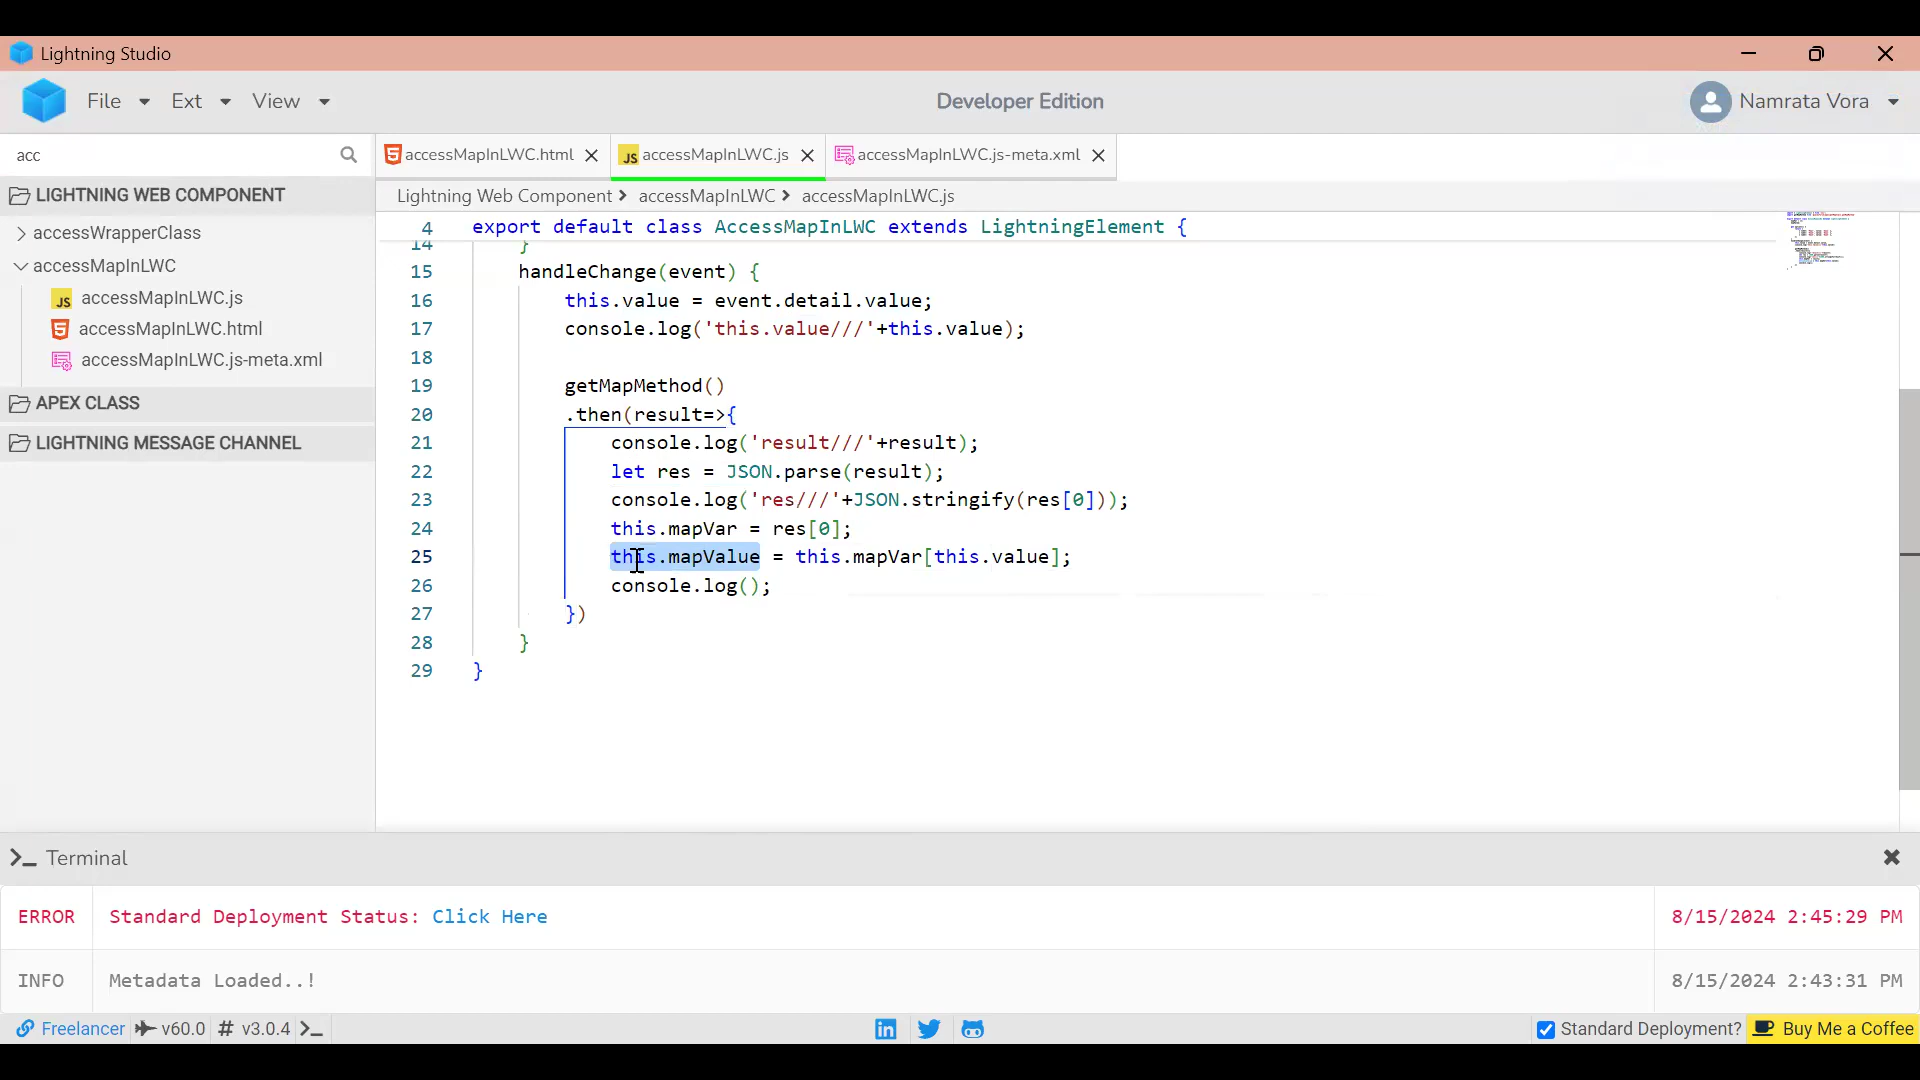 Lightning Studio
File Ext View Developer Edition Namrata Vora
acc
accessMapInLWC.html accessMapInLWC.js accessMapInLWC.js-meta.xml
LIGHTNING WEB COMPONENT
accessWrapperClass
accessMapInLWC
accessMapInLWC.js
accessMapInLWC.html
accessMapInLWC.js-meta.xml
APEX CLASS
LIGHTNING MESSAGE CHANNEL
Lightning Web Component > accessMapInLWC > accessMapInLWC.js
4 export default class AccessMapInLWC extends LightningElement {
14 }
15 handleChange(event) {
16 this.value = event.detail.value;
17 console.log('this.value///'+this.value);
18
19 getMapMethod()
20 .then(result=>{
21 console.log('result///'+result);
22 let res = JSON.parse(result);
23 console.log('res///'+JSON.stringify(res[0]));
24 this.mapVar = res[0];
25 this.mapValue = this.mapVar[this.value];
26 console.log();
27 })
28 }
29 }
Terminal
ERROR Standard Deployment Status: Click Here 8/15/2024 2:45:29 PM
INFO Metadata Loaded..! 8/15/2024 2:43:31 PM
Freelancer v60.0 # v3.0.4 Standard Deployment? Buy Me a Coffee